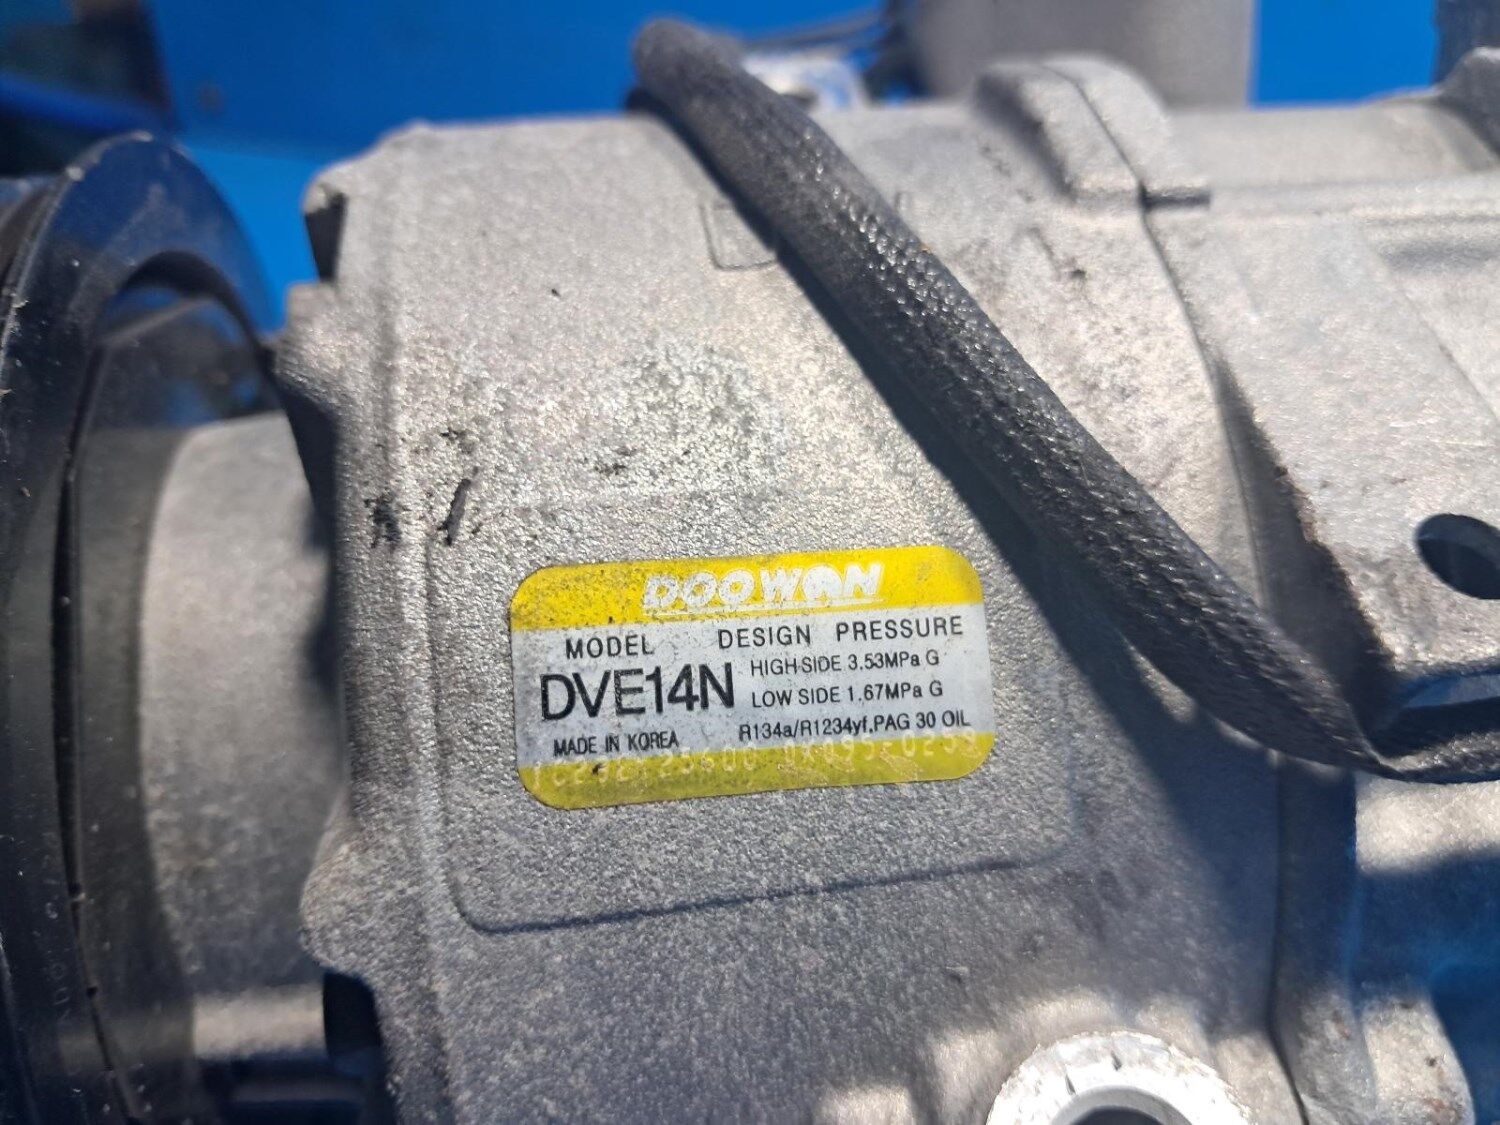 DOOWON
MODEL DESIGN PRESSURE
DVE14N HIGH-SIDE 3.53MPa G
LOW SIDE 1.67MPa G
MADE IN KOREA R134a/R1234yf,PAG 30 OIL